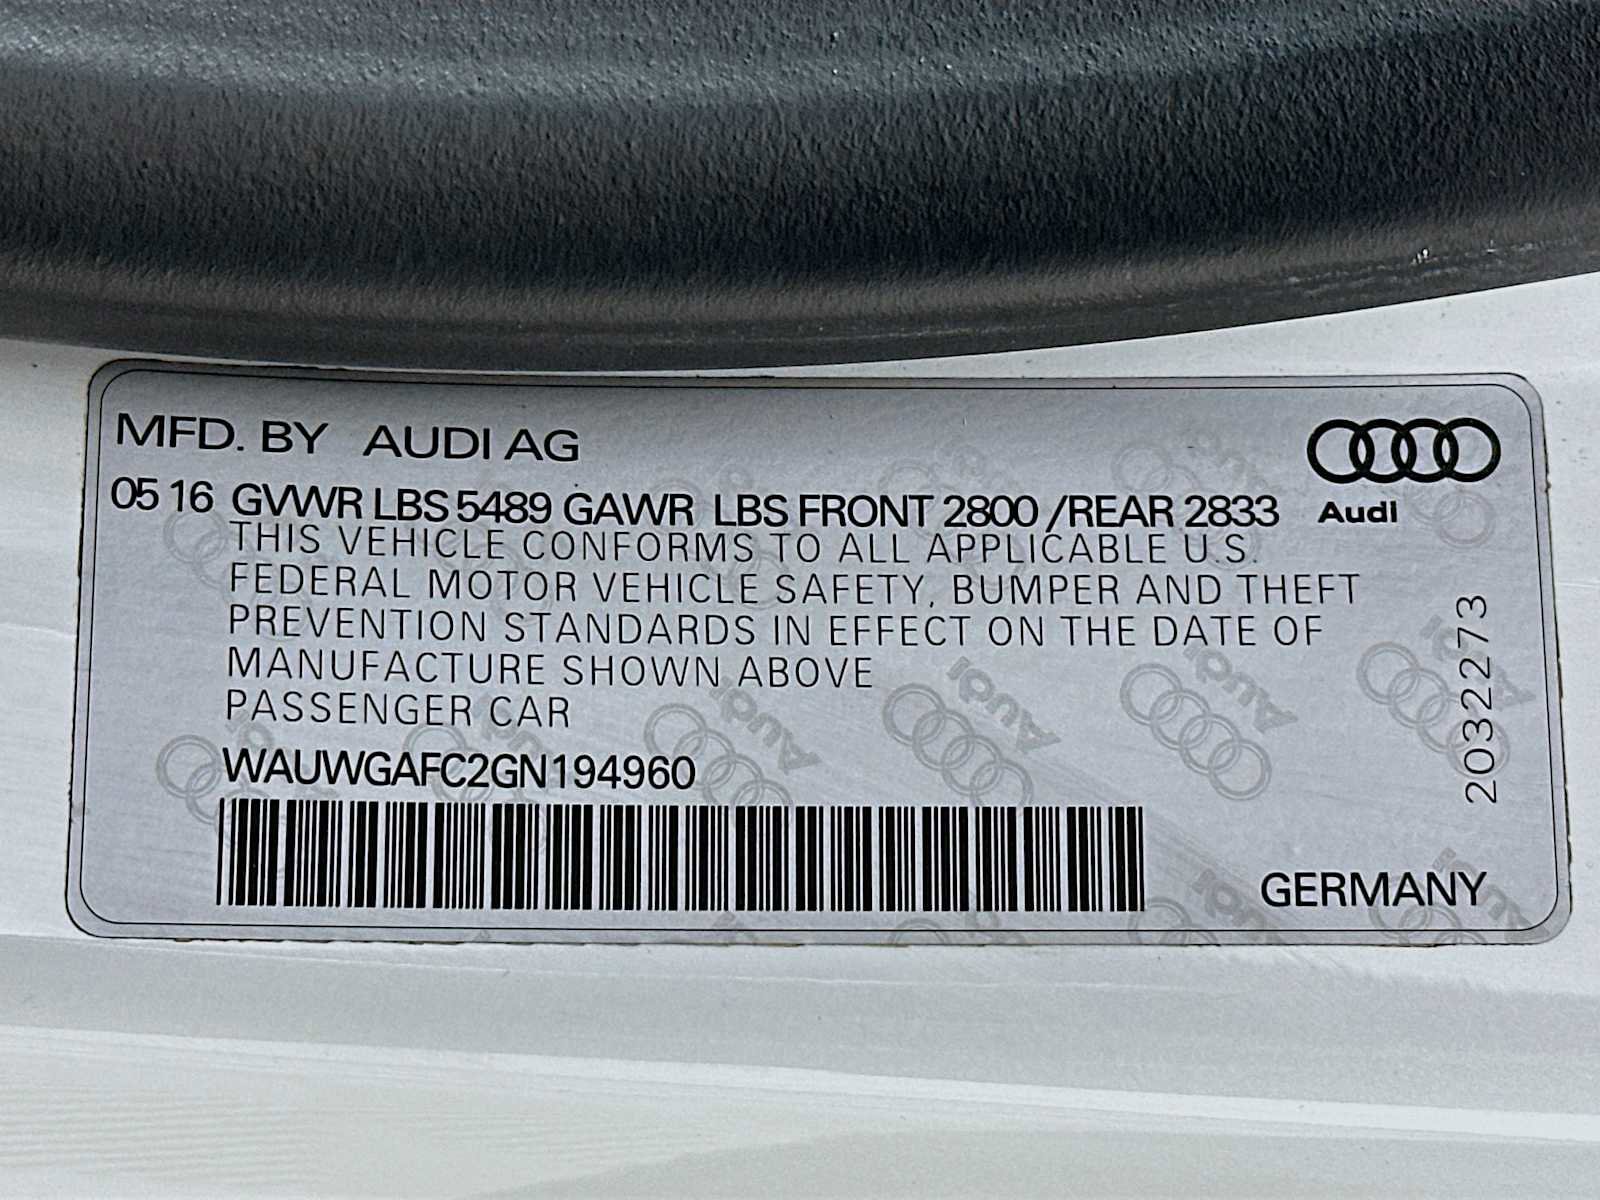 MFD. BY AUDI AG
05 16 GVWR LBS 5489 GAWR LBS FRONT 2800 /REAR 2833
Audi
THIS VEHICLE CONFORMS TO ALL APPLICABLE U.S.
FEDERAL MOTOR VEHICLE SAFETY, BUMPER AND THEFT
PREVENTION STANDARDS IN EFFECT ON THE DATE OF
MANUFACTURE SHOWN ABOVE
PASSENGER CAR
WAUWGAFC2GN194960
2032273
GERMANY